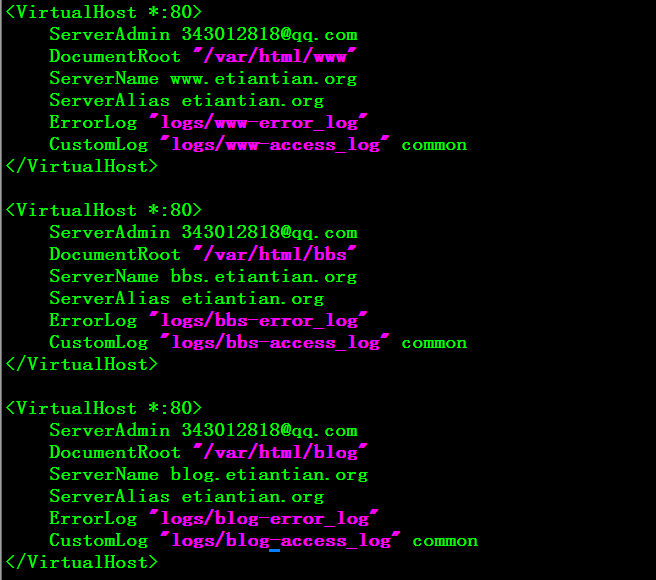 <VirtualHost *:80>
    ServerAdmin 343012818@qq.com
    DocumentRoot "/var/html/www"
    ServerName www.etiantian.org
    ServerAlias etiantian.org
    ErrorLog "logs/www-error_log"
    CustomLog "logs/www-access_log" common
</VirtualHost>

<VirtualHost *:80>
    ServerAdmin 343012818@qq.com
    DocumentRoot "/var/html/bbs"
    ServerName bbs.etiantian.org
    ServerAlias etiantian.org
    ErrorLog "logs/bbs-error_log"
    CustomLog "logs/bbs-access_log" common
</VirtualHost>

<VirtualHost *:80>
    ServerAdmin 343012818@qq.com
    DocumentRoot "/var/html/blog"
    ServerName blog.etiantian.org
    ServerAlias etiantian.org
    ErrorLog "logs/blog-error_log"
    CustomLog "logs/blog-access_log" common
</VirtualHost>